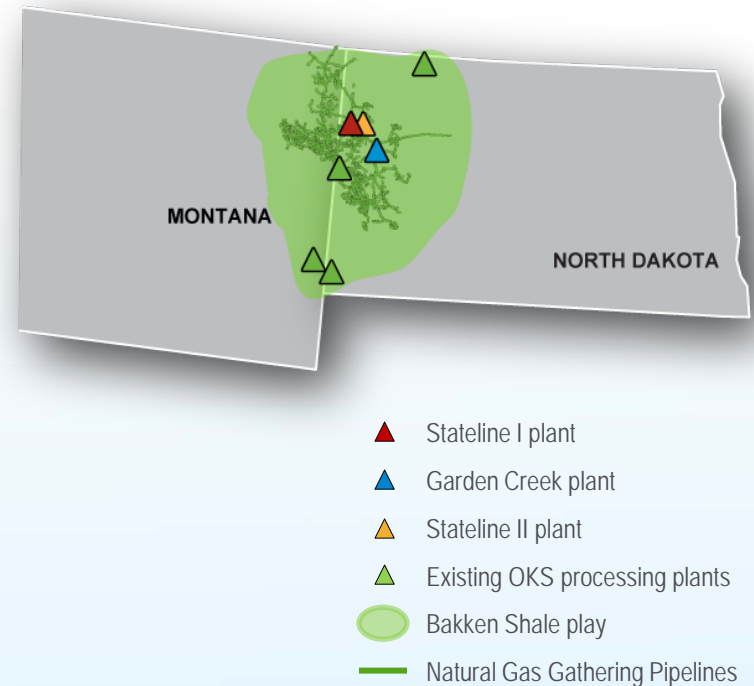 MONTANA
NORTH DAKOTA
Stateline I plant
Garden Creek plant
Stateline II plant
Existing OKS processing plants
Bakken Shale play
Natural Gas Gathering Pipelines